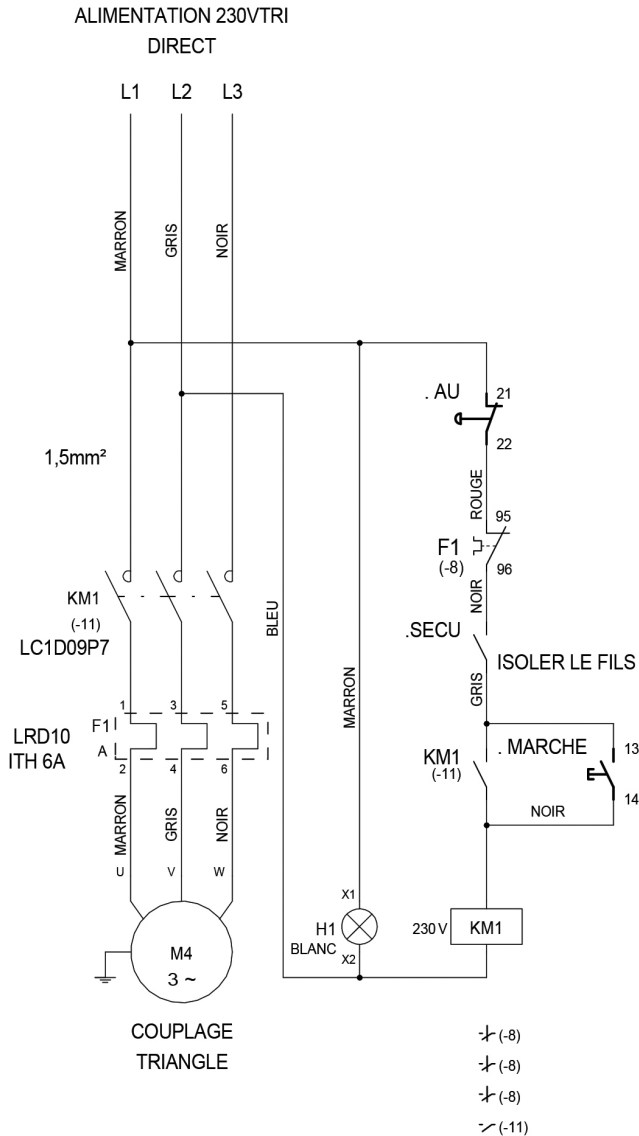 ALIMENTATION 230VTRI
DIRECT
L1 L2 L3
MARRON
GRIS
NOIR
. AU
21
22
1,5mm²
ROUGE
95
F1
(-8)
96
NOIR
KM1
(-11)
LC1D09P7
BLEU
MARRON
.SECU
ISOLER LE FILS
GRIS
1 3 5
F1
A
LRD10
ITH 6A
2 4 6
KM1
(-11)
. MARCHE
13
14
NOIR
MARRON
GRIS
NOIR
U V W
X1
H1
BLANC
X2
230 V
KM1
M4
3 ~
COUPLAGE
TRIANGLE
(-8)
(-8)
(-8)
(-11)